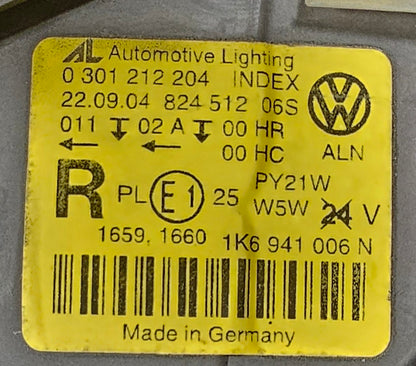 AL Automotive Lighting
0 301 212 204 INDEX
22.09.04 824 512 06S
011 02 A 00 HR
00 HC ALN
R PL E1 25 PY21W
W5W 24 V
1659, 1660 1K6 941 006 N
Made in Germany